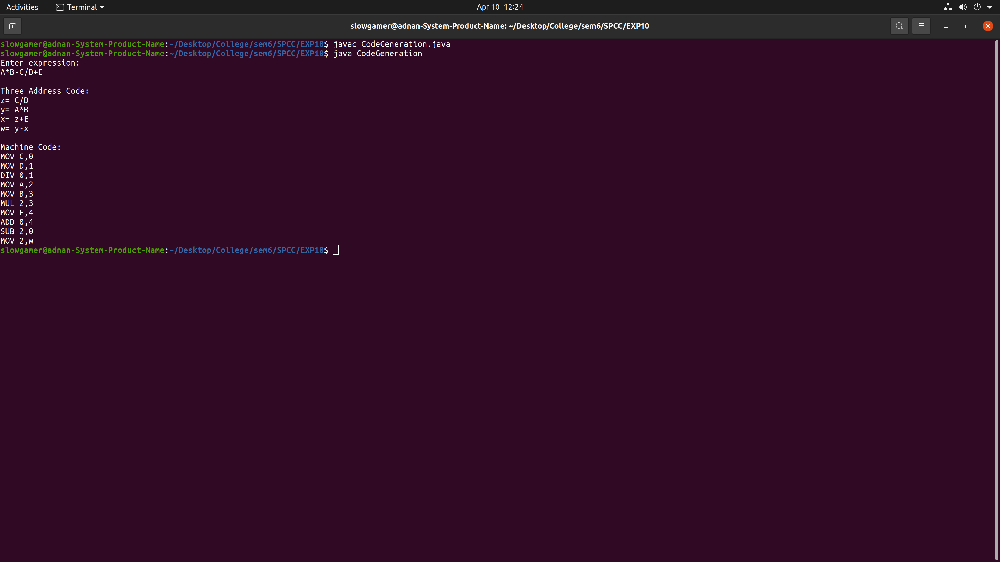 Activities Terminal Apr 10 12:24
slowgamer@adnan-System-Product-Name: ~/Desktop/College/sem6/SPCC/EXP10
slowgamer@adnan-System-Product-Name:~/Desktop/College/sem6/SPCC/EXP10$ javac CodeGeneration.java
slowgamer@adnan-System-Product-Name:~/Desktop/College/sem6/SPCC/EXP10$ java CodeGeneration
Enter expression:
A*B-C/D+E
Three Address Code:
z= C/D
y= A*B
x= z+E
w= y-x
Machine Code:
MOV C,0
MOV D,1
DIV 0,1
MOV A,2
MOV B,3
MUL 2,3
MOV E,4
ADD 0,4
SUB 2,0
MOV 2,w
slowgamer@adnan-System-Product-Name:~/Desktop/College/sem6/SPCC/EXP10$